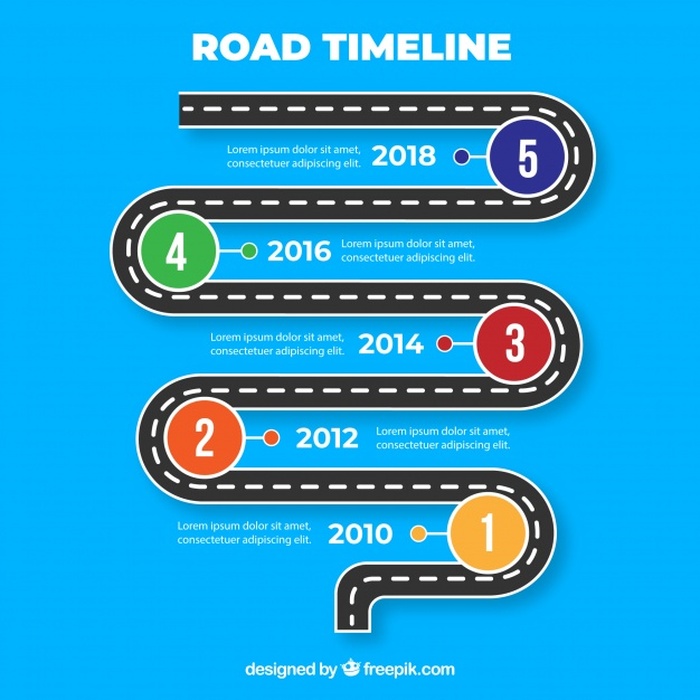 ROAD TIMELINE
5
Lorem ipsum dolor sit amet,
consectetuer adipiscing elit.
2018
4
2016
Lorem ipsum dolor sit amet,
consectetuer adipiscing elit.
3
Lorem ipsum dolor sit amet,
consectetuer adipiscing elit.
2014
2
2012
Lorem ipsum dolor sit amet,
consectetuer adipiscing elit.
1
Lorem ipsum dolor sit amet,
consectetuer adipiscing elit.
2010
designed by freepik.com